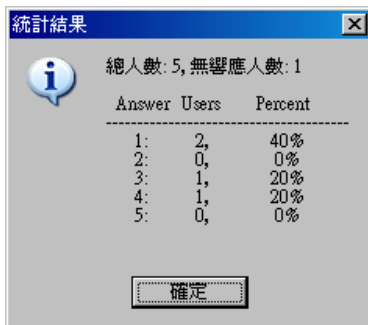 統計結果
總人數: 5, 無響應人數: 1
Answer Users Percent
--------------------------------------------------
1: 2, 40%
2: 0, 0%
3: 1, 20%
4: 1, 20%
5: 0, 0%
確定